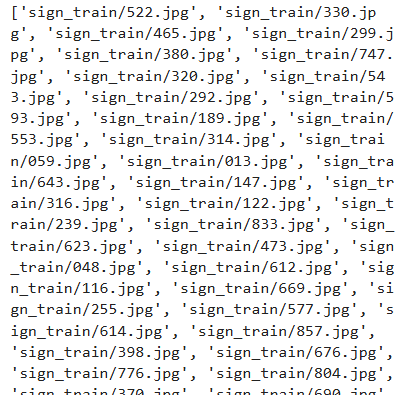 ['sign_train/522.jpg', 'sign_train/330.jp
g', 'sign_train/465.jpg', 'sign_train/299.j
pg', 'sign_train/380.jpg', 'sign_train/747.
jpg', 'sign_train/320.jpg', 'sign_train/54
3.jpg', 'sign_train/292.jpg', 'sign_train/5
93.jpg', 'sign_train/189.jpg', 'sign_train/
553.jpg', 'sign_train/314.jpg', 'sign_trai
n/059.jpg', 'sign_train/013.jpg', 'sign_tra
in/643.jpg', 'sign_train/147.jpg', 'sign_tr
ain/316.jpg', 'sign_train/122.jpg', 'sign_t
rain/239.jpg', 'sign_train/833.jpg', 'sign_
train/623.jpg', 'sign_train/473.jpg', 'sign
_train/048.jpg', 'sign_train/612.jpg', 'sig
n_train/116.jpg', 'sign_train/669.jpg', 'si
gn_train/255.jpg', 'sign_train/577.jpg', 's
ign_train/614.jpg', 'sign_train/857.jpg',
'sign_train/398.jpg', 'sign_train/676.jpg',
'sign_train/776.jpg', 'sign_train/804.jpg',
'sign_train/370.jpg', 'sign_train/690.jpg',